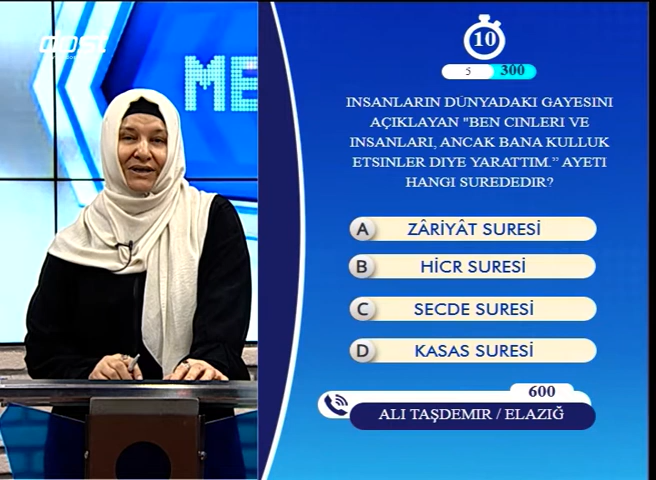 dost
ME
10
5 300
INSANLARIN DÜNYADAKI GAYESINI
AÇIKLAYAN "BEN CINLERI VE
INSANLARI, ANCAK BANA KULLUK
ETSINLER DIYE YARATTIM.” AYETI
HANGI SUREDEDIR?
A ZÂRİYÂT SURESİ
B HİCR SURESİ
C SECDE SURESİ
D KASAS SURESİ
600
ALI TAŞDEMIR / ELAZIĞ